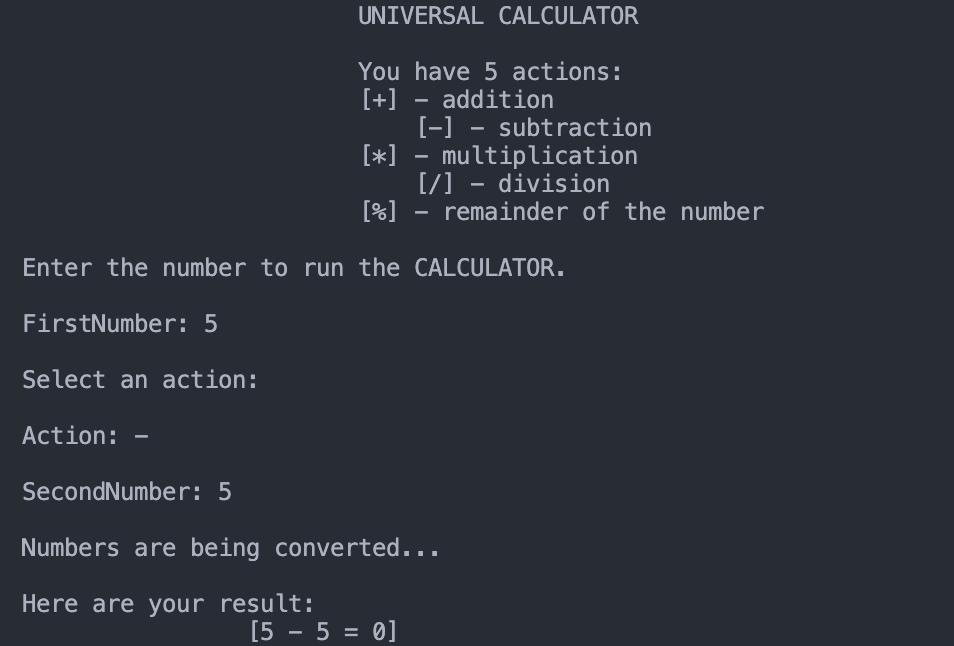 UNIVERSAL CALCULATOR
You have 5 actions:
[+] – addition
[–] – subtraction
[*] – multiplication
[/] – division
[%] – remainder of the number
Enter the number to run the CALCULATOR.
FirstNumber: 5
Select an action:
Action: –
SecondNumber: 5
Numbers are being converted...
Here are your result:
[5 – 5 = 0]